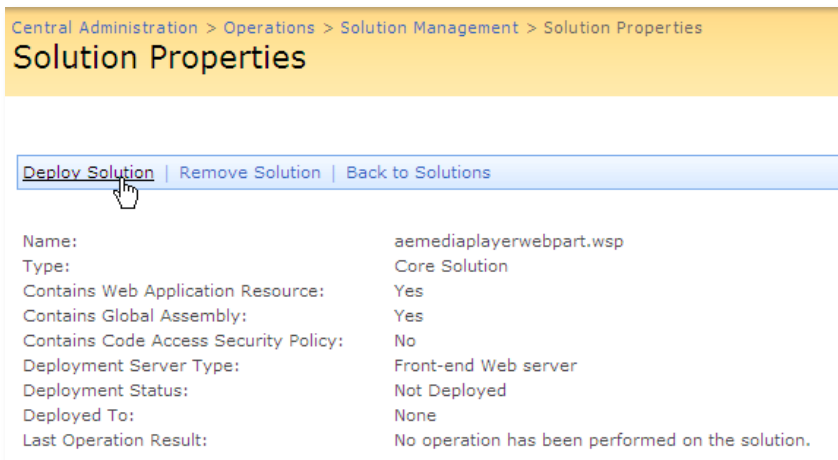 Central Administration > Operations > Solution Management > Solution Properties
Solution Properties
Deploy Solution | Remove Solution | Back to Solutions
Name: aemediaplayerwebpart.wsp
Type: Core Solution
Contains Web Application Resource: Yes
Contains Global Assembly: Yes
Contains Code Access Security Policy: No
Deployment Server Type: Front-end Web server
Deployment Status: Not Deployed
Deployed To: None
Last Operation Result: No operation has been performed on the solution.